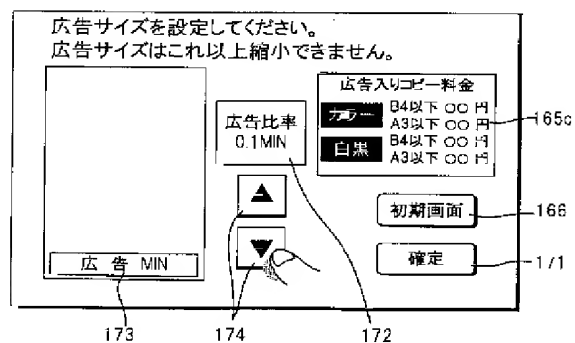 広告サイズを設定してください。
広告サイズはこれ以上縮小できません。
広告入りコピー料金
カラー
B4以下 〇〇 円
A3以下 〇〇 円
白黒
B4以下 〇〇 円
A3以下 〇〇 円
165c
広告比率
0.1MIN
初期画面
166
確定
171
広 告 MIN
173
174
172